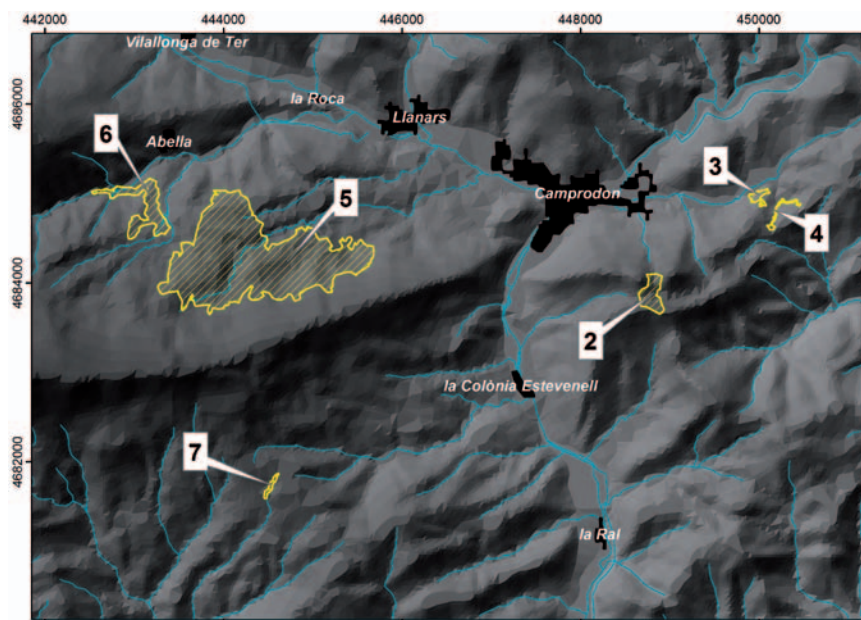 442000 444000 446000 448000 450000
Vilallonga de Ter
4686000
la Roca
Llanars
6
Abella
3
5
Camprodon
4
4684000
2
la Colònia Estevenell
4682000
7
la Ral